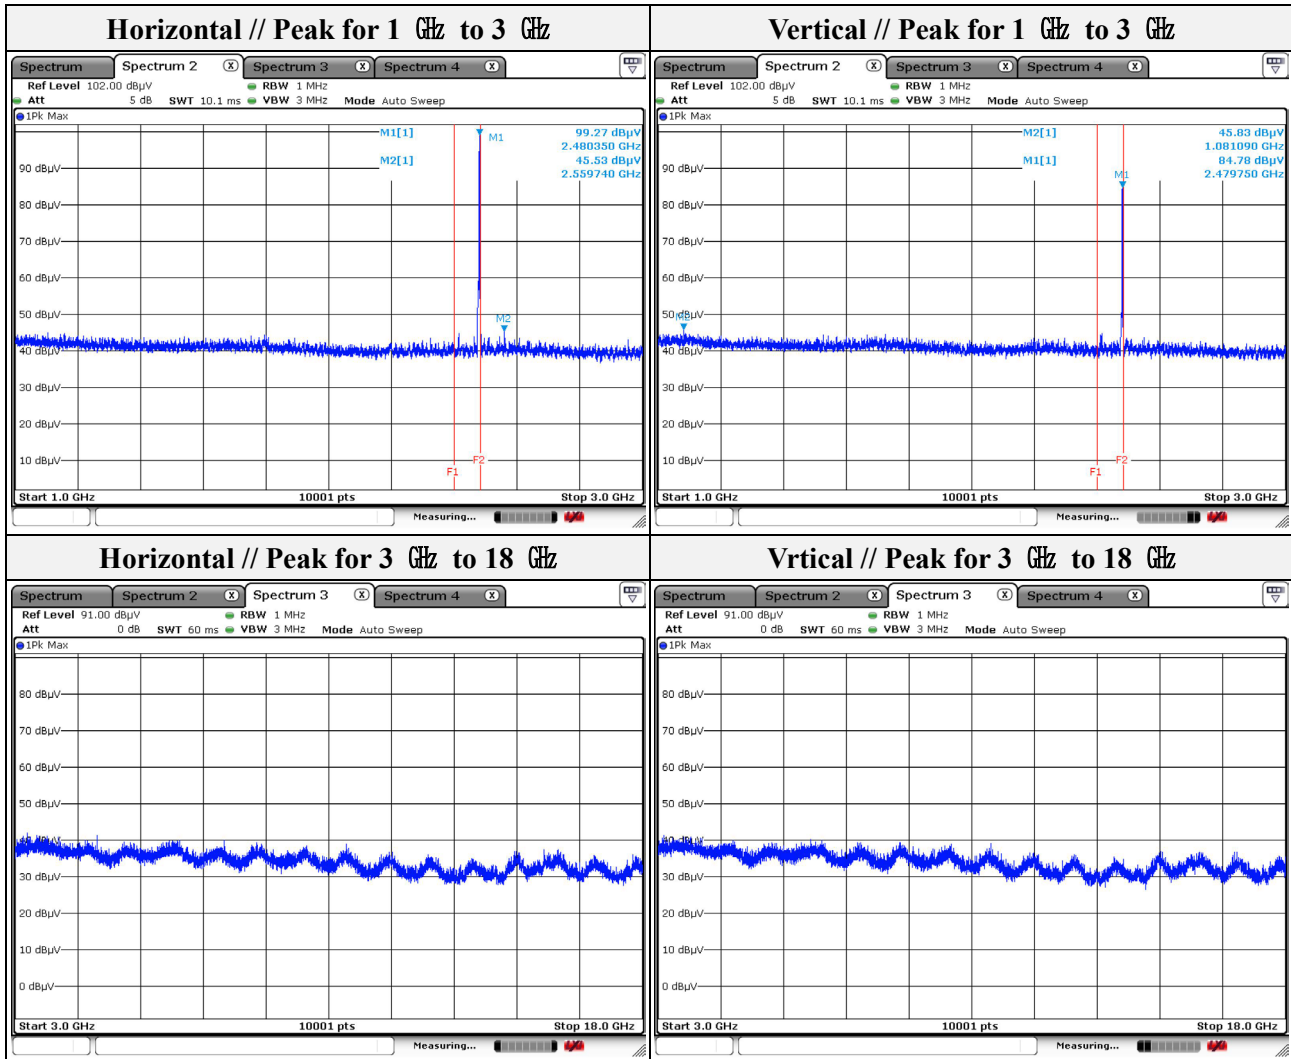 Horizontal // Peak for 1 ㎓ to 3 ㎓
Spectrum Spectrum 2 X Spectrum 3 X Spectrum 4 X
Ref Level 102.00 dBµV RBW 1 MHz
Att 5 dB SWT 10.1 ms VBW 3 MHz Mode Auto Sweep
1Pk Max
M1[1] 99.27 dBµV
2.480350 GHz
M2[1] 45.53 dBµV
2.559740 GHz
M1
90 dBµV
80 dBµV
70 dBµV
60 dBµV
50 dBµV
M2
40 dBµV
30 dBµV
20 dBµV
10 dBµV
F1
F2
Start 1.0 GHz 10001 pts Stop 3.0 GHz
Measuring...
Vertical // Peak for 1 ㎓ to 3 ㎓
Spectrum Spectrum 2 X Spectrum 3 X Spectrum 4 X
Ref Level 102.00 dBµV RBW 1 MHz
Att 5 dB SWT 10.1 ms VBW 3 MHz Mode Auto Sweep
1Pk Max
M2[1] 45.83 dBµV
1.081090 GHz
M1[1] 84.78 dBµV
2.479750 GHz
M1
90 dBµV
80 dBµV
70 dBµV
60 dBµV
50 dBµV
M2
40 dBµV
30 dBµV
20 dBµV
10 dBµV
F1
F2
Start 1.0 GHz 10001 pts Stop 3.0 GHz
Measuring...
Horizontal // Peak for 3 ㎓ to 18 ㎓
Spectrum Spectrum 2 X Spectrum 3 X Spectrum 4 X
Ref Level 91.00 dBµV RBW 1 MHz
Att 0 dB SWT 60 ms VBW 3 MHz Mode Auto Sweep
1Pk Max
80 dBµV
70 dBµV
60 dBµV
50 dBµV
40 dBµV
30 dBµV
20 dBµV
10 dBµV
0 dBµV
Start 3.0 GHz 10001 pts Stop 18.0 GHz
Measuring...
Vrtical // Peak for 3 ㎓ to 18 ㎓
Spectrum Spectrum 2 X Spectrum 3 X Spectrum 4 X
Ref Level 91.00 dBµV RBW 1 MHz
Att 0 dB SWT 60 ms VBW 3 MHz Mode Auto Sweep
1Pk Max
80 dBµV
70 dBµV
60 dBµV
50 dBµV
40 dBµV
30 dBµV
20 dBµV
10 dBµV
0 dBµV
Start 3.0 GHz 10001 pts Stop 18.0 GHz
Measuring...